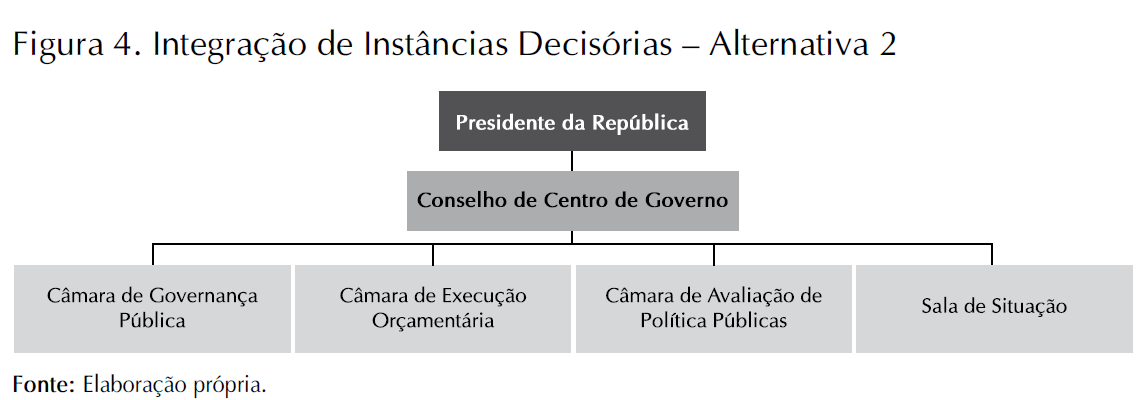 Figura 4. Integração de Instâncias Decisórias – Alternativa 2
Presidente da República
Conselho de Centro de Governo
Câmara de Governança
Pública
Câmara de Execução
Orçamentária
Câmara de Avaliação de
Política Públicas
Sala de Situação
Fonte: Elaboração própria.